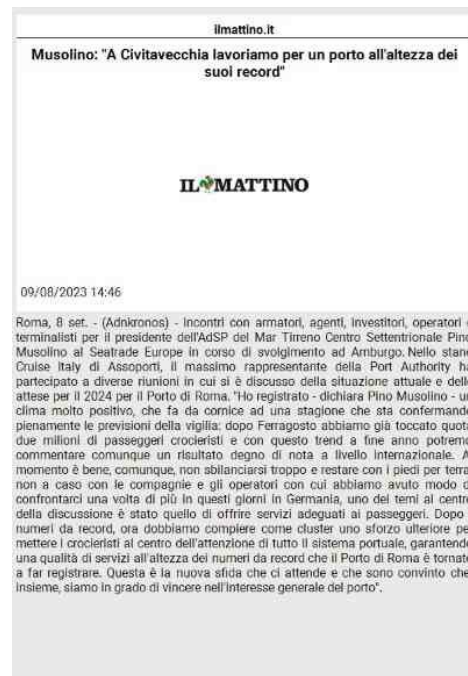 ilmattino.it
Musolino: "A Civitavecchia lavoriamo per un porto all'altezza dei
suoi record"
IL MATTINO
09/08/2023 14:46
Roma, 8 set. - (Adnkronos) - Incontri con armatori, agenti, investitori, operatori e
terminalisti per il presidente dell'AdSP del Mar Tirreno Centro Settentrionale Pino
Musolino al Seatrade Europe in corso di svolgimento ad Amburgo. Nello stand
Cruise Italy di Assoporti, il massimo rappresentante della Port Authority ha
partecipato a diverse riunioni in cui si è discusso della situazione attuale e delle
attese per il 2024 per il Porto di Roma. "Ho registrato - dichiara Pino Musolino - un
clima molto positivo, che fa da cornice ad una stagione che sta confermando
pienamente le previsioni della vigilia: dopo Ferragosto abbiamo già toccato quota
due milioni di passeggeri crocieristi e con questo trend a fine anno potremo
commentare comunque un risultato degno di nota a livello internazionale. Al
momento è bene, comunque, non sbilanciarsi troppo e restare con i piedi per terra,
non a caso con le compagnie e gli operatori con cui abbiamo avuto modo di
confrontarci una volta di più in questi giorni in Germania, uno dei temi al centro
della discussione è stato quello di offrire servizi adeguati ai passeggeri. Dopo i
numeri da record, ora dobbiamo compiere come cluster uno sforzo ulteriore per
mettere i crocieristi al centro dell'attenzione di tutto il sistema portuale, garantendo
una qualità di servizi all'altezza dei numeri da record che il Porto di Roma è tornato
a far registrare. Questa è la nuova sfida che ci attende e che sono convinto che,
insieme, siamo in grado di vincere nell'interesse generale del porto".